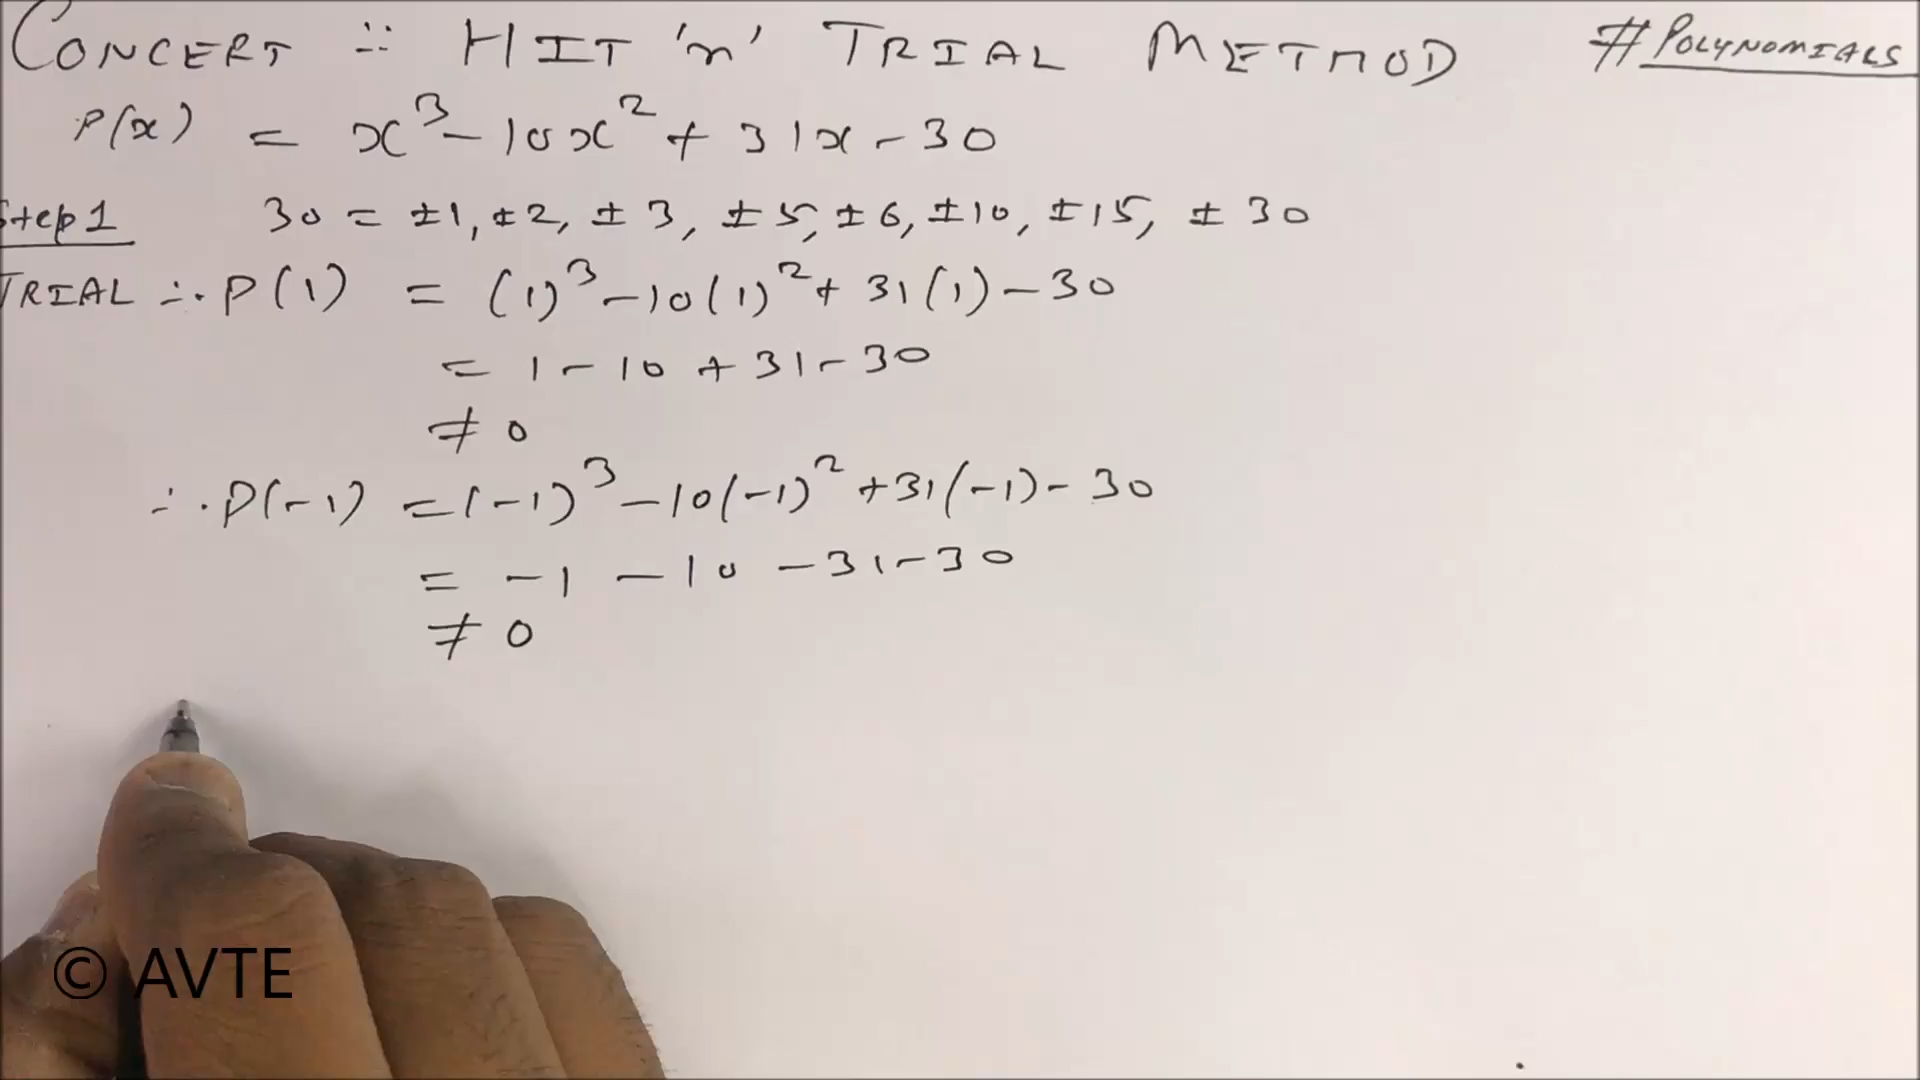 CONCEPT :- HIT 'n' TRIAL METHOD #POLYNOMIALS
P(x) = x³ - 10x² + 31x - 30
Step 1 30 = ±1, ±2, ±3, ±5, ±6, ±10, ±15, ±30
TRIAL ∴ P(1) = (1)³ - 10(1)² + 31(1) - 30
= 1 - 10 + 31 - 30
≠ 0
∴ P(-1) = (-1)³ - 10(-1)² + 31(-1) - 30
= -1 - 10 - 31 - 30
≠ 0
© AVTE